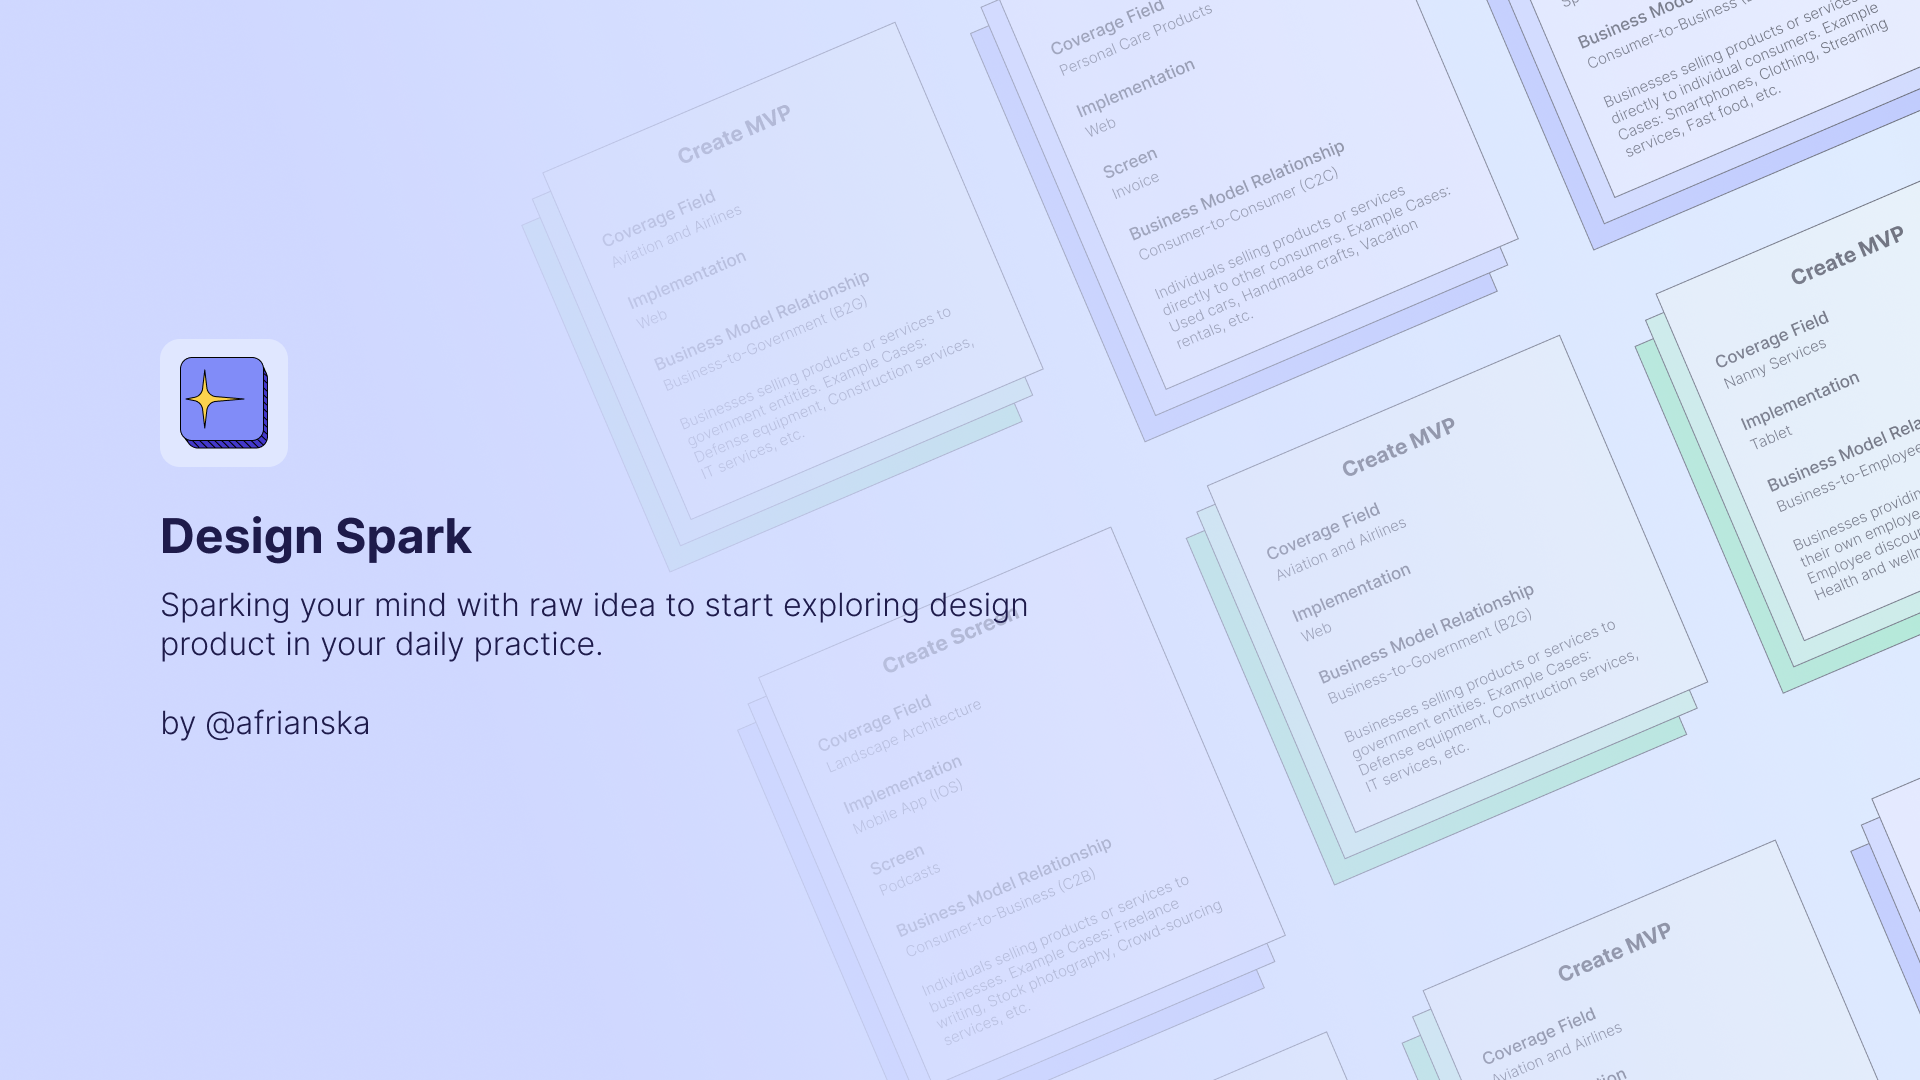 Design Spark
Sparking your mind with raw idea to start exploring design
product in your daily practice.
by @afrianska
Create MVP
Coverage Field
Aviation and Airlines
Implementation
Web
Business Model Relationship
Business-to-Government (B2G)
Businesses selling products or services to
government entities. Example Cases:
Defense equipment, Construction services,
IT services, etc.
Coverage Field
Personal Care Products
Implementation
Web
Screen
Invoice
Business Model Relationship
Consumer-to-Consumer (C2C)
Individuals selling products or services
directly to other consumers. Example Cases:
Used cars, Handmade crafts, Vacation
rentals, etc.
Business Mode
Consumer-to-Business (
Businesses selling products or services
directly to individual consumers. Example
Cases: Smartphones, Clothing, Streaming
services, Fast food, etc.
Create Screen
Coverage Field
Landscape Architecture
Implementation
Mobile App (IOS)
Screen
Podcasts
Business Model Relationship
Consumer-to-Business (C2B)
Individuals selling products or services to
businesses. Example Cases: Freelance
writing, Stock photography, Crowd-sourcing
services, etc.
Create MVP
Coverage Field
Aviation and Airlines
Implementation
Web
Business Model Relationship
Business-to-Government (B2G)
Businesses selling products or services to
government entities. Example Cases:
Defense equipment, Construction services,
IT services, etc.
Create MVP
Coverage Field
Nanny Services
Implementation
Tablet
Business Model Rela
Business-to-Employee
Businesses providin
their own employe
Employee discou
Health and welln
Create MVP
Coverage Field
Aviation and Airlines